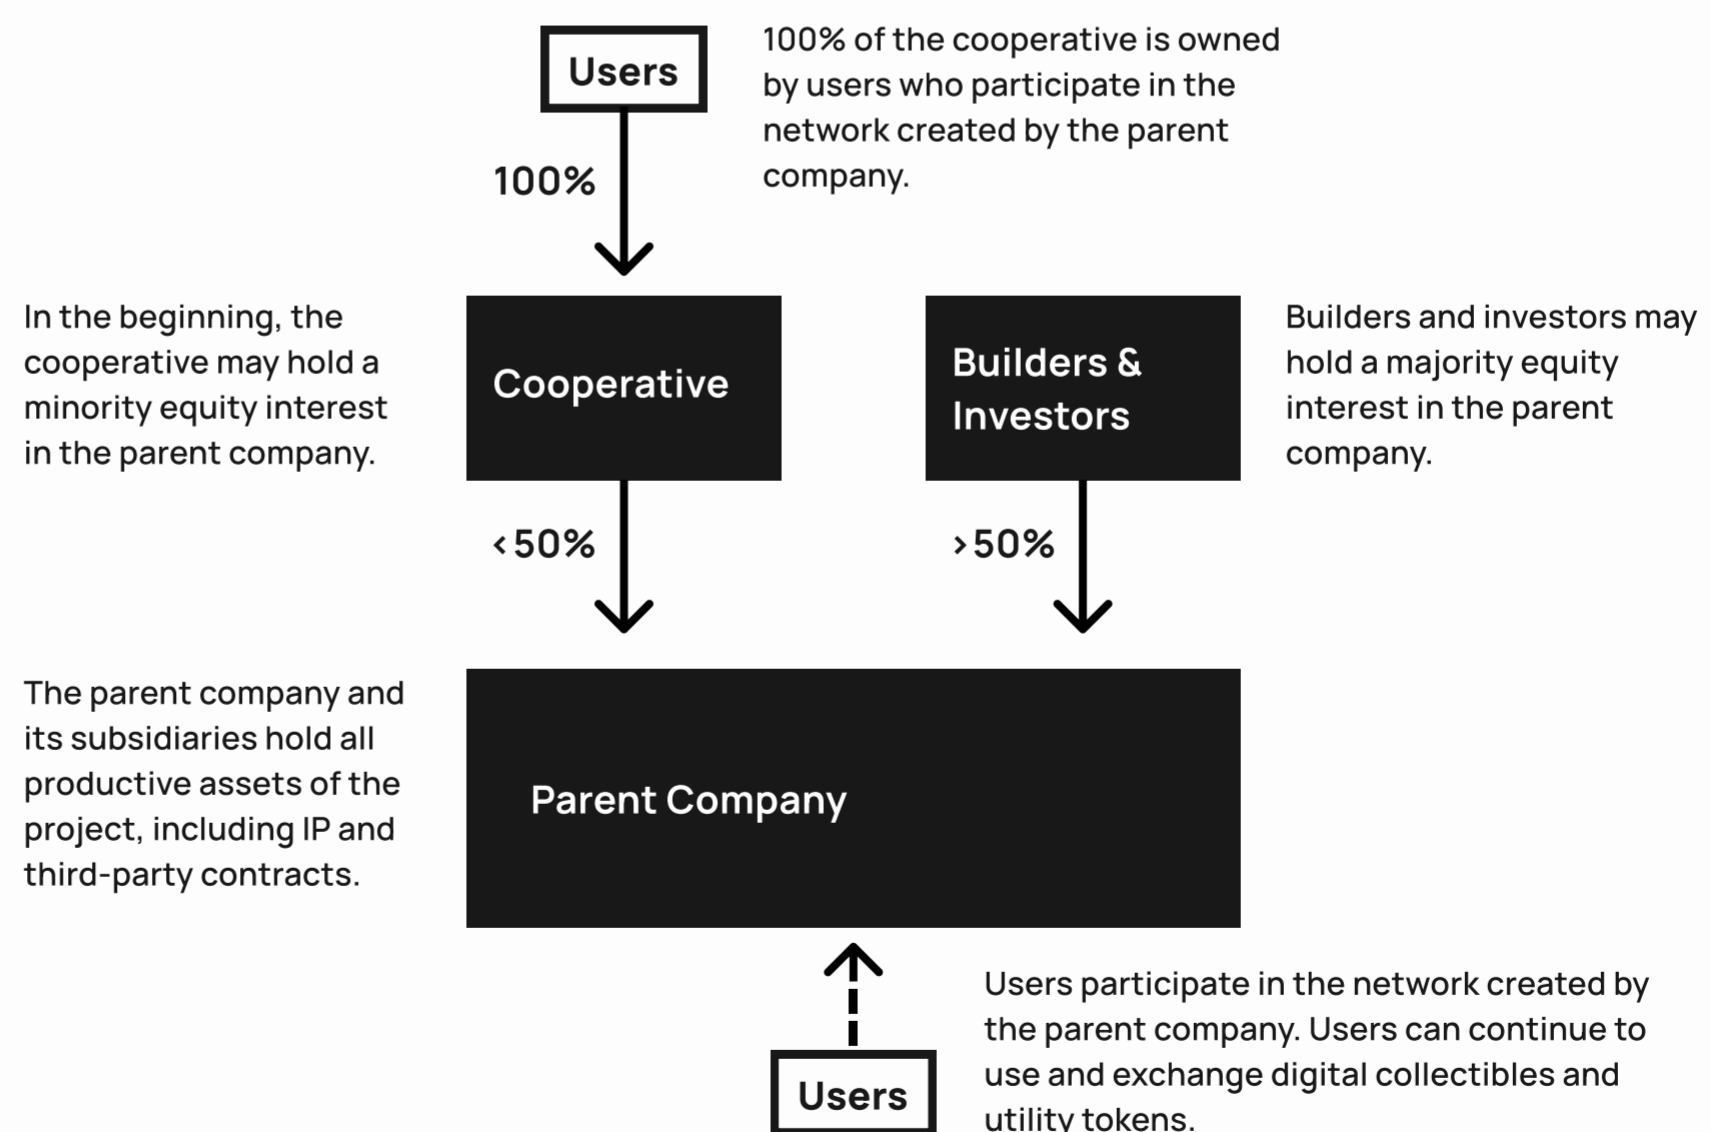 Users
100% of the cooperative is owned
by users who participate in the
network created by the parent
company.
100%
In the beginning, the
cooperative may hold a
minority equity interest
in the parent company.
Cooperative
Builders &
Investors
Builders and investors may
hold a majority equity
interest in the parent
company.
<50%
>50%
The parent company and
its subsidiaries hold all
productive assets of the
project, including IP and
third-party contracts.
Parent Company
Users participate in the network created by
the parent company. Users can continue to
use and exchange digital collectibles and
utility tokens.
Users